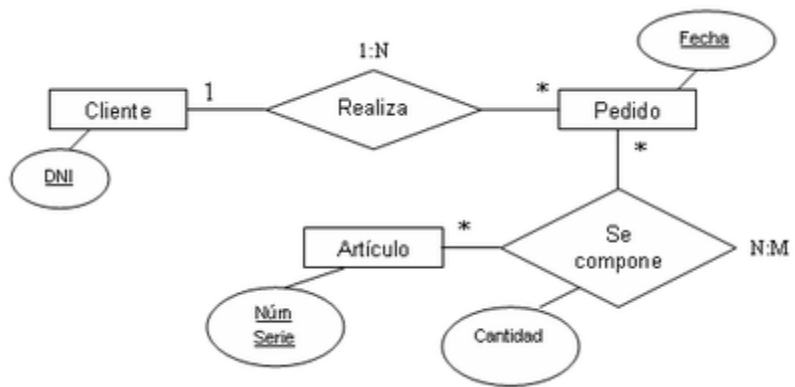 Fecha
1:N
Cliente
1
Realiza
*
Pedido
DNI
*
Artículo
*
Se
compone
N:M
Núm
Serie
Cantidad